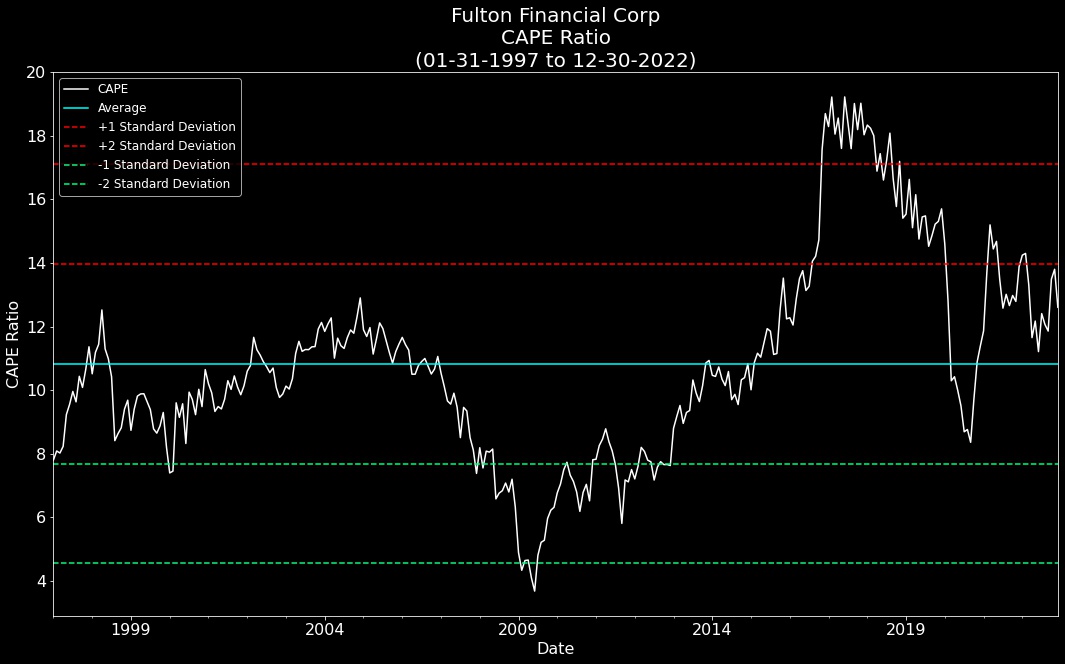 Fulton Financial Corp
CAPE Ratio
(01-31-1997 to 12-30-2022)
CAPE
Average
+1 Standard Deviation
+2 Standard Deviation
-1 Standard Deviation
-2 Standard Deviation
20
18
16
14
12
10
8
6
4
CAPE Ratio
1999
2004
2009
2014
2019
Date